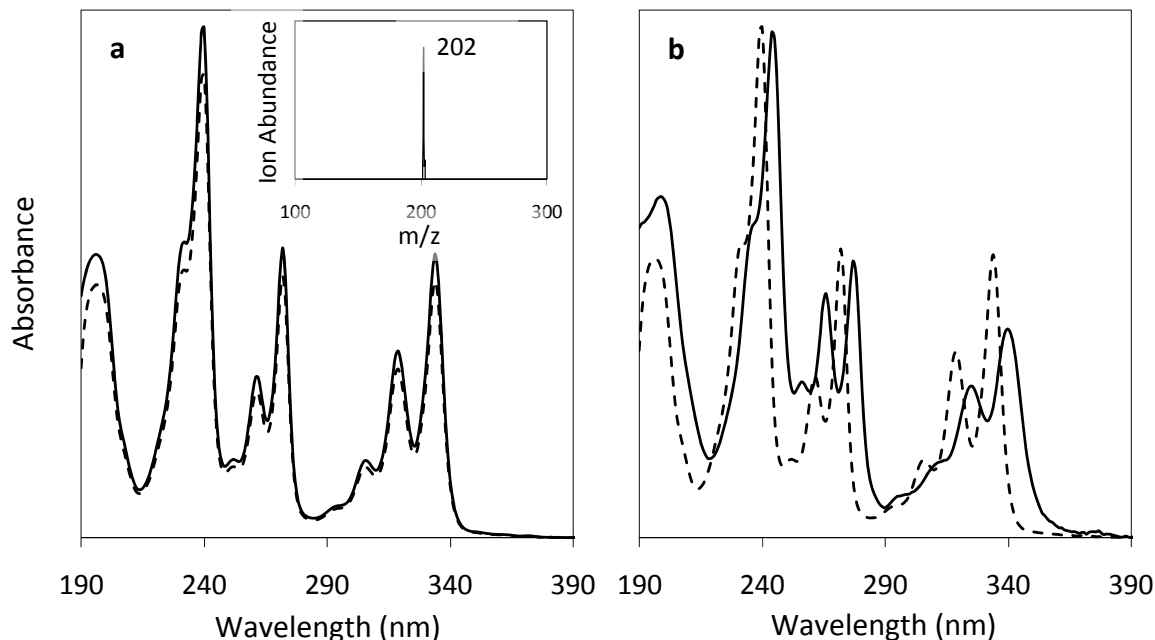 a
202
Ion Abundance
100 200 300
m/z
b
Absorbance
190 240 290 340 390
Wavelength (nm)
190 240 290 340 390
Wavelength (nm)